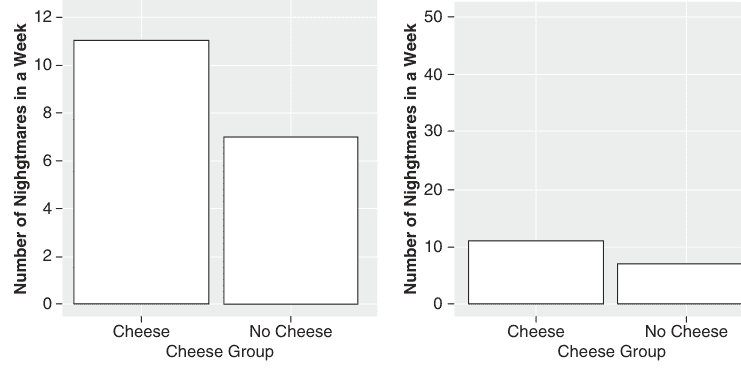 Number of Nighgtmares in a Week
12
10
8
6
4
2
0
Cheese
No Cheese
Cheese Group
Number of Nighgtmares in a Week
50
40
30
20
10
0
Cheese
No Cheese
Cheese Group